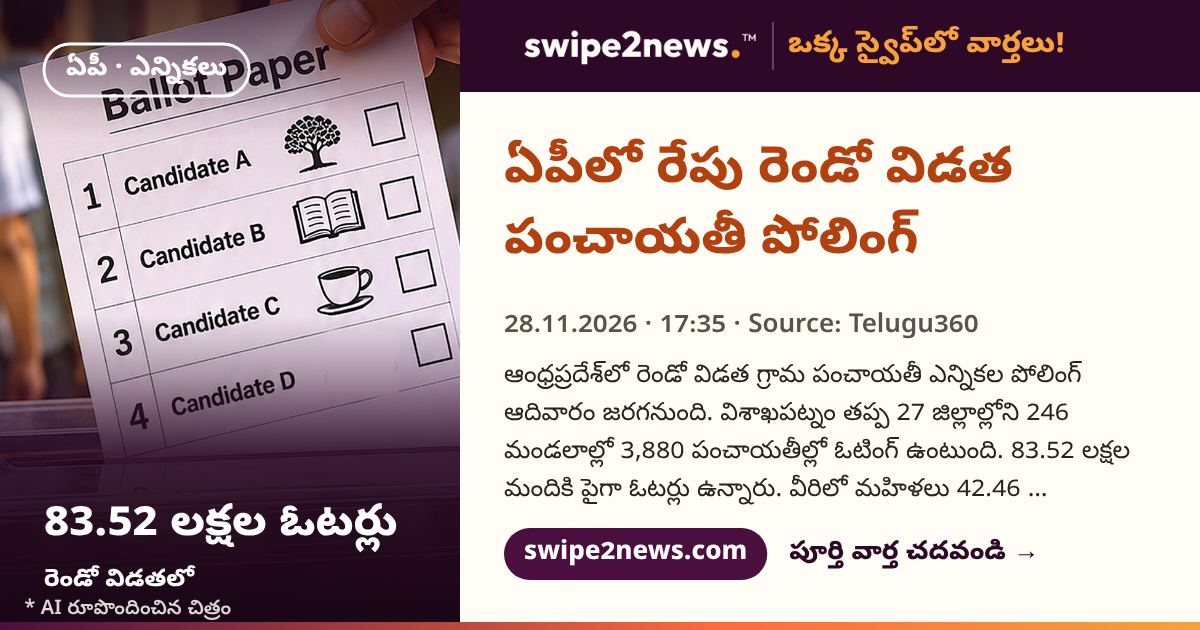 ఏపీ · ఎన్నికలు
Ballot Paper
1 Candidate A
2 Candidate B
3 Candidate C
4 Candidate D
83.52 లక్షల ఓటర్లు
రెండో విడతలో
* AI రూపొందించిన చిత్రం
swipe2news.™ ఒక్క స్వైప్‌లో వార్తలు!
ఏపీలో రేపు రెండో విడత
పంచాయతీ పోలింగ్
28.11.2026 · 17:35 · Source: Telugu360
ఆంధ్రప్రదేశ్‌లో రెండో విడత గ్రామ పంచాయతీ ఎన్నికల పోలింగ్
ఆదివారం జరగనుంది. విశాఖపట్నం తప్ప 27 జిల్లాల్లోని 246
మండలాల్లో 3,880 పంచాయతీల్లో ఓటింగ్ ఉంటుంది. 83.52 లక్షల
మందికి పైగా ఓటర్లు ఉన్నారు. వీరిలో మహిళలు 42.46 ...
swipe2news.com పూర్తి వార్త చదవండి →